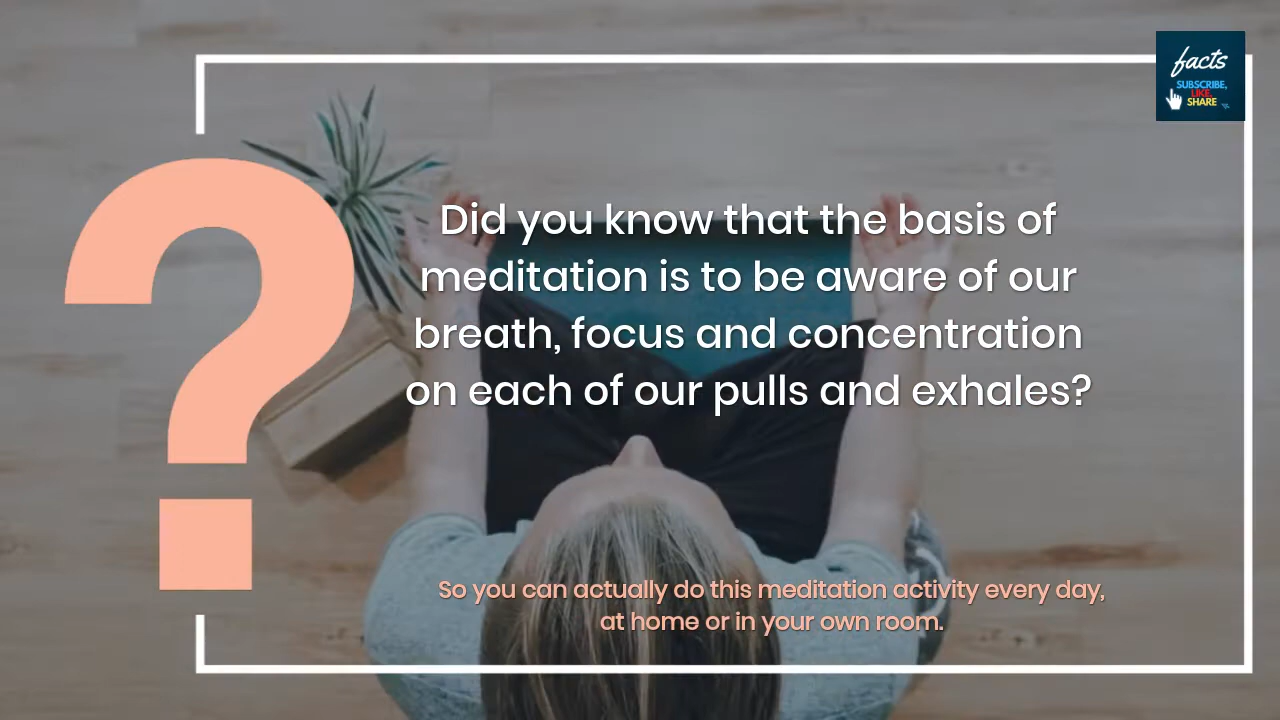 facts
SUBSCRIBE,
LIKE,
SHARE
?
Did you know that the basis of
meditation is to be aware of our
breath, focus and concentration
on each of our pulls and exhales?
So you can actually do this meditation activity every day,
at home or in your own room.